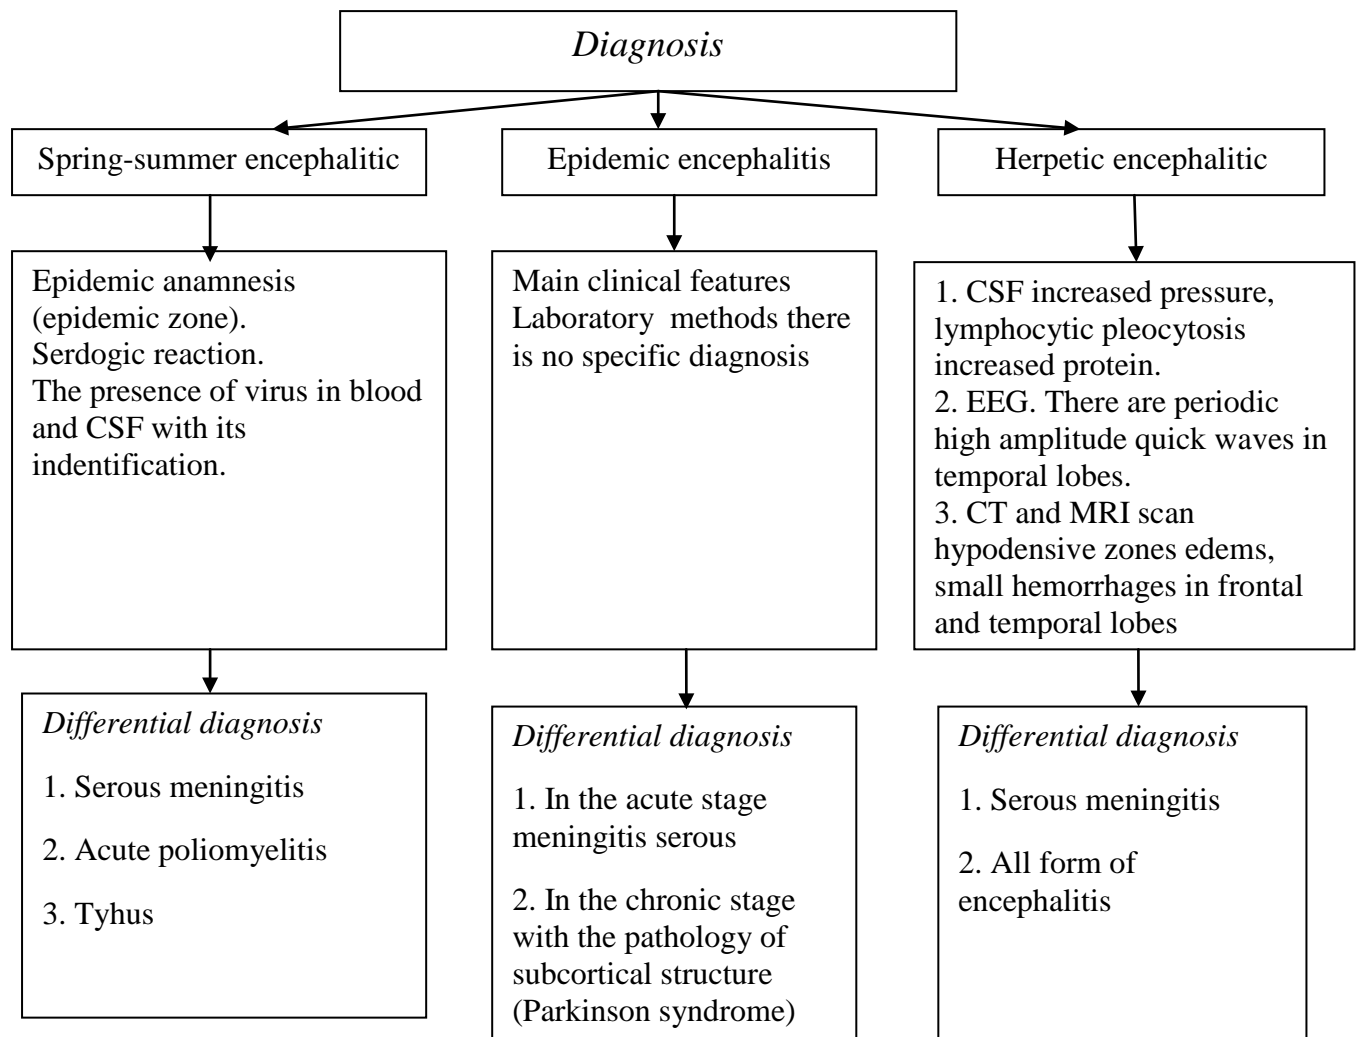 Diagnosis
Spring-summer encephalitic
Epidemic encephalitis
Herpetic encephalitic
Epidemic anamnesis
(epidemic zone).
Serdogic reaction.
The presence of virus in blood
and CSF with its
indentification.
Main clinical features
Laboratory methods there
is no specific diagnosis
1. CSF increased pressure,
lymphocytic pleocytosis
increased protein.
2. EEG. There are periodic
high amplitude quick waves in
temporal lobes.
3. CT and MRI scan
hypodensive zones edems,
small hemorrhages in frontal
and temporal lobes
Differential diagnosis
1. Serous meningitis
2. Acute poliomyelitis
3. Tyhus
Differential diagnosis
1. In the acute stage
meningitis serous
2. In the chronic stage
with the pathology of
subcortical structure
(Parkinson syndrome)
Differential diagnosis
1. Serous meningitis
2. All form of
encephalitis